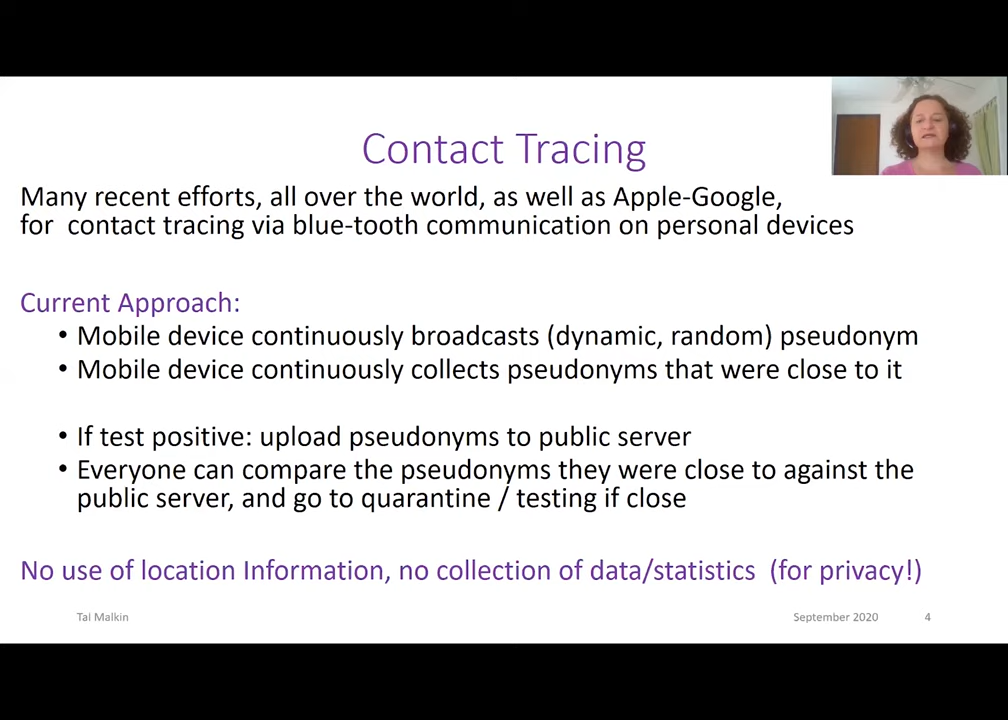 Contact Tracing
Many recent efforts, all over the world, as well as Apple-Google,
for contact tracing via blue-tooth communication on personal devices
Current Approach:
• Mobile device continuously broadcasts (dynamic, random) pseudonym
• Mobile device continuously collects pseudonyms that were close to it
• If test positive: upload pseudonyms to public server
• Everyone can compare the pseudonyms they were close to against the
public server, and go to quarantine / testing if close
No use of location Information, no collection of data/statistics (for privacy!)
Tal Malkin
September 2020
4